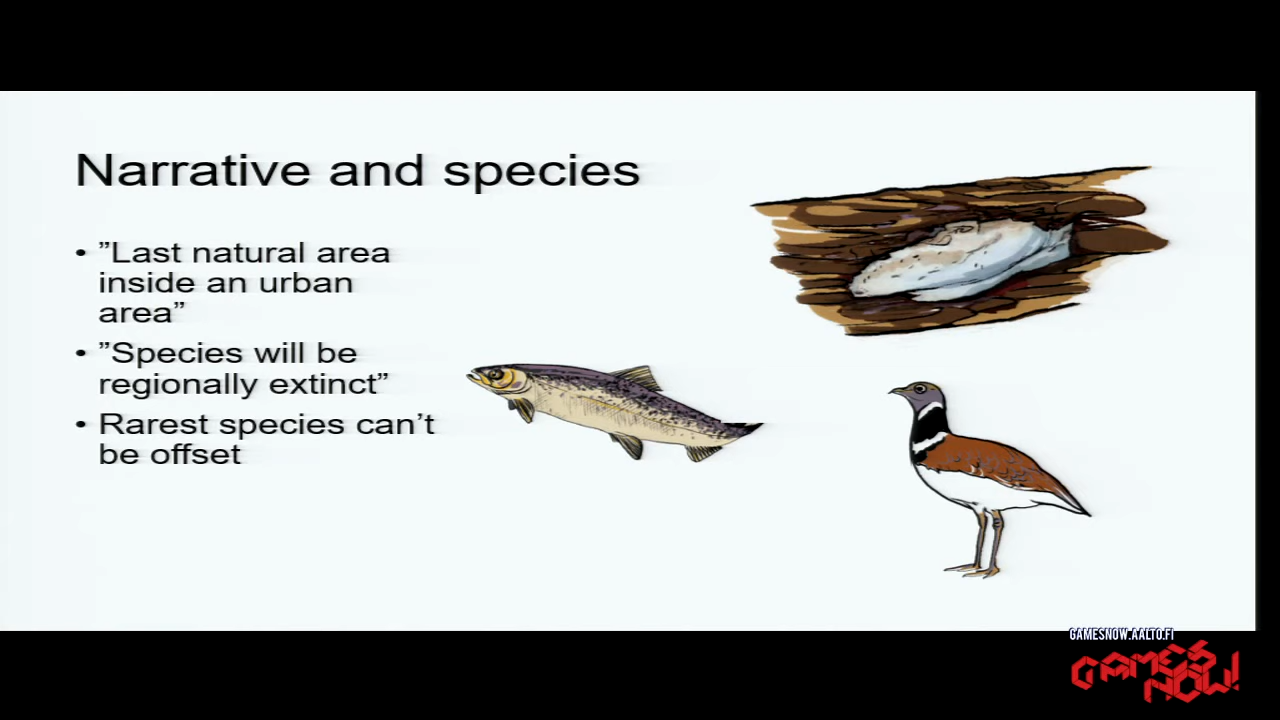 Narrative and species
• ”Last natural area
inside an urban
area”
• ”Species will be
regionally extinct”
• Rarest species can’t
be offset
GAMESNOW.AALTO.FI
GAMES
NOW!